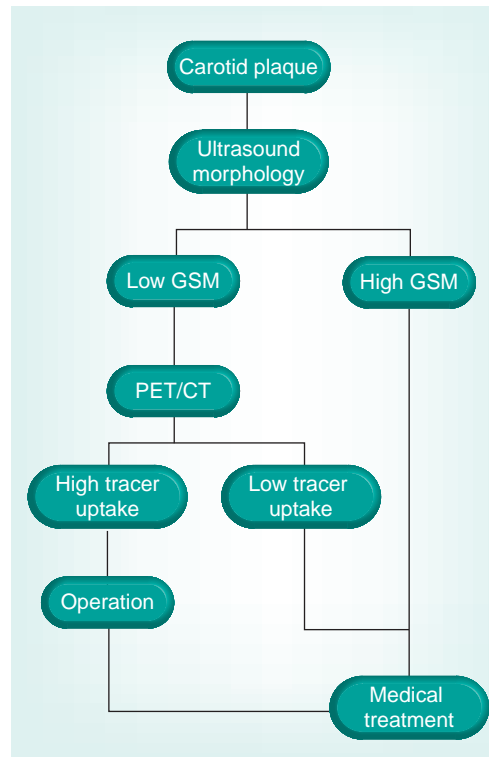 Carotid plaque
Ultrasound
morphology
Low GSM
High GSM
PET/CT
High tracer
uptake
Low tracer
uptake
Operation
Medical
treatment